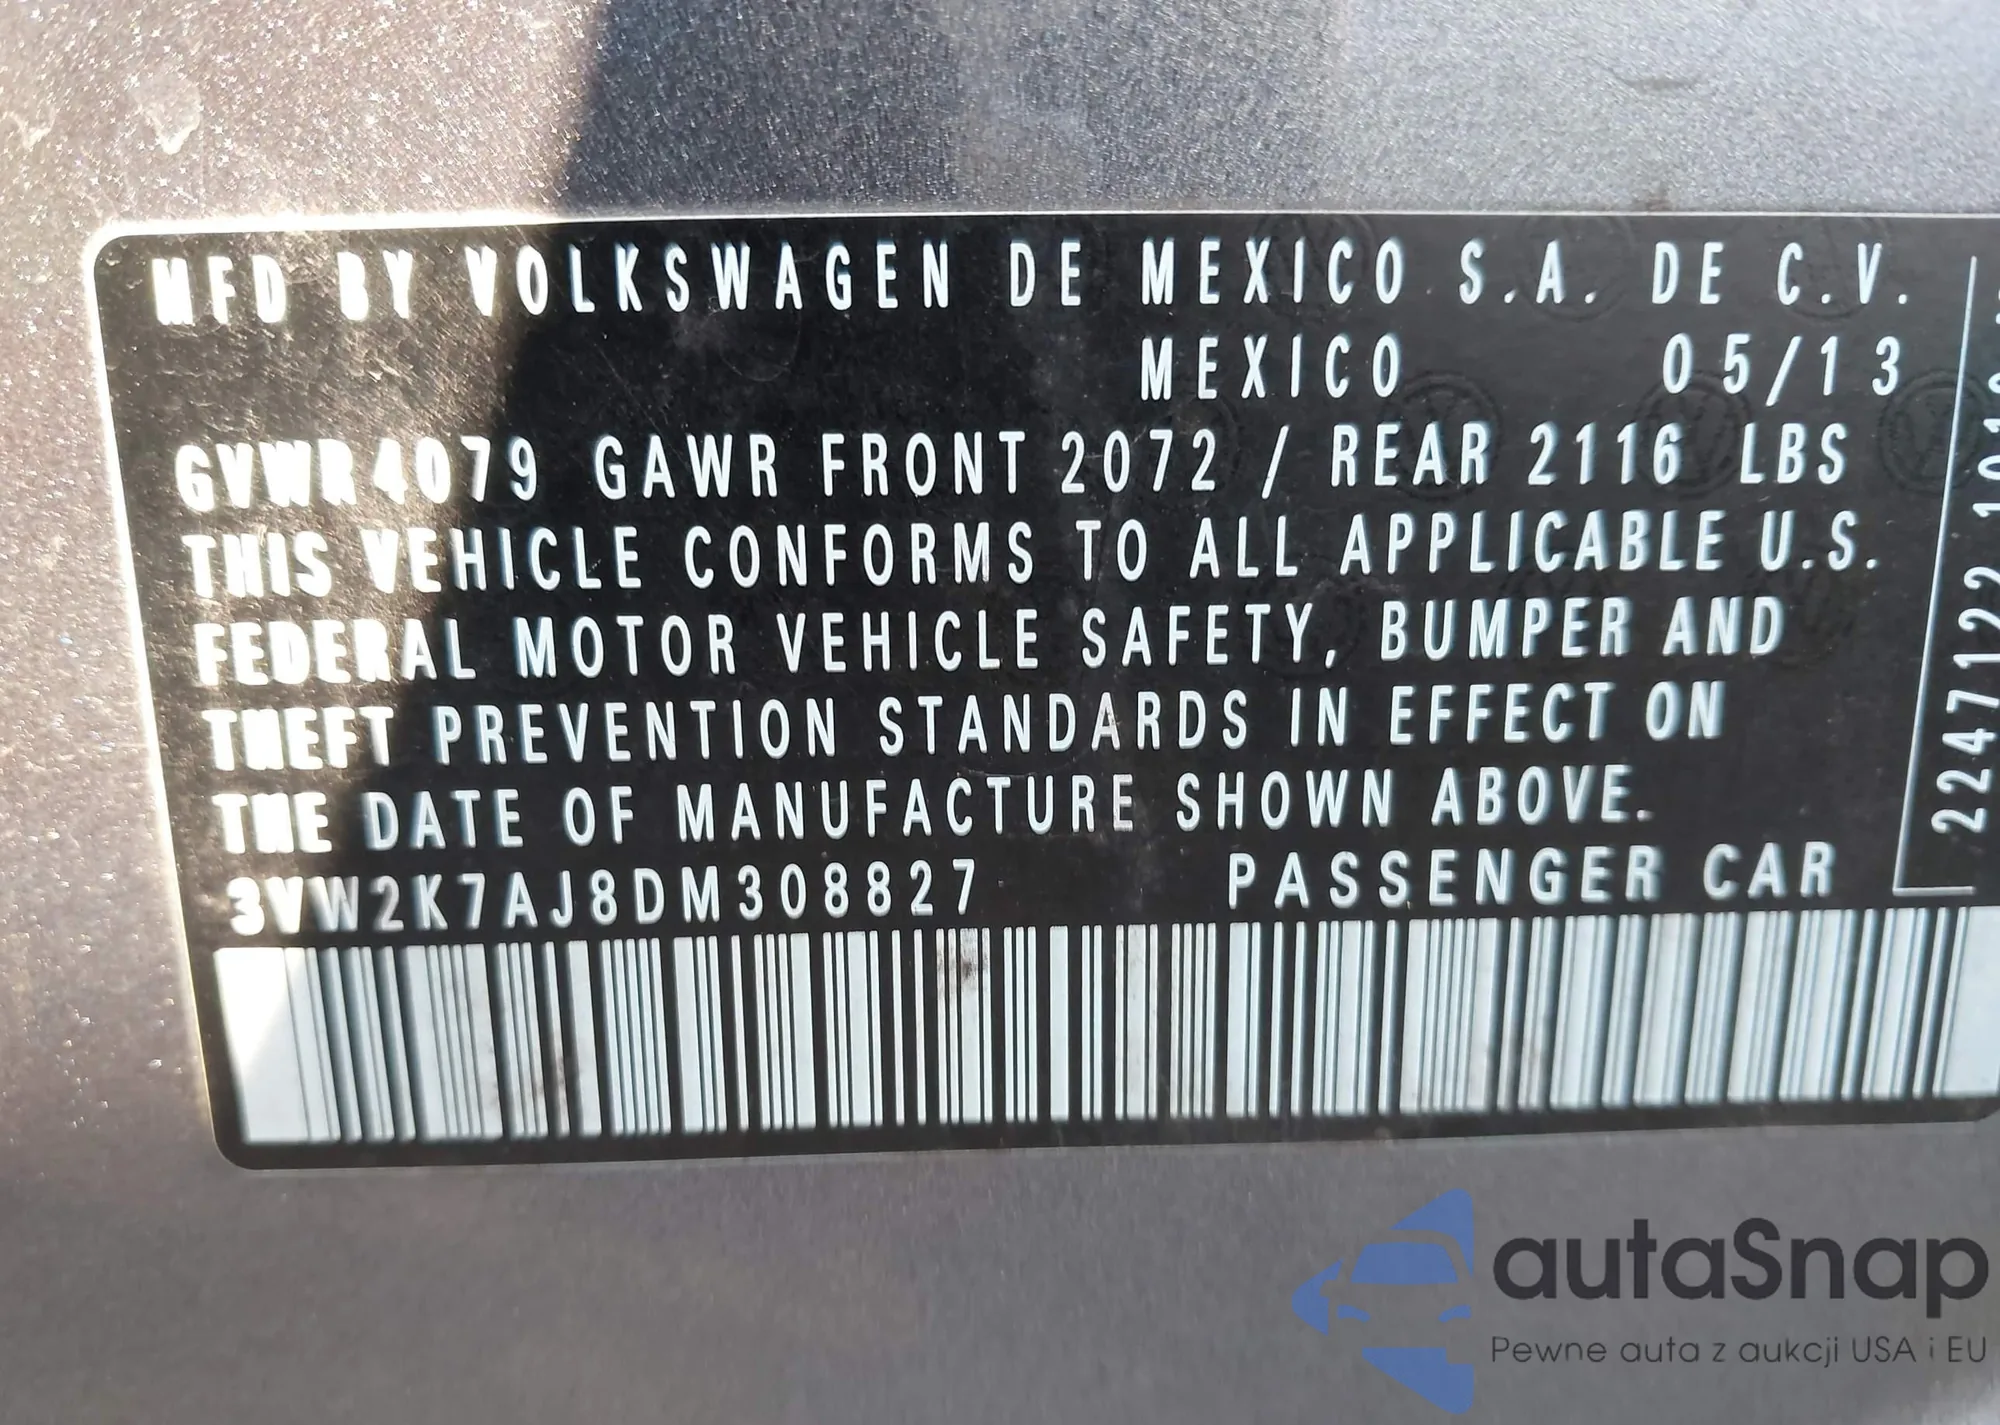 MFD BY VOLKSWAGEN DE MEXICO S.A. DE C.V.
MEXICO 05/13
GVWR4079 GAWR FRONT 2072 / REAR 2116 LBS
THIS VEHICLE CONFORMS TO ALL APPLICABLE U.S.
FEDERAL MOTOR VEHICLE SAFETY, BUMPER AND
THEFT PREVENTION STANDARDS IN EFFECT ON
THE DATE OF MANUFACTURE SHOWN ABOVE.
3VW2K7AJ8DM308827 PASSENGER CAR
2247122
autaSnap
Pewne auta z aukcji USA i EU